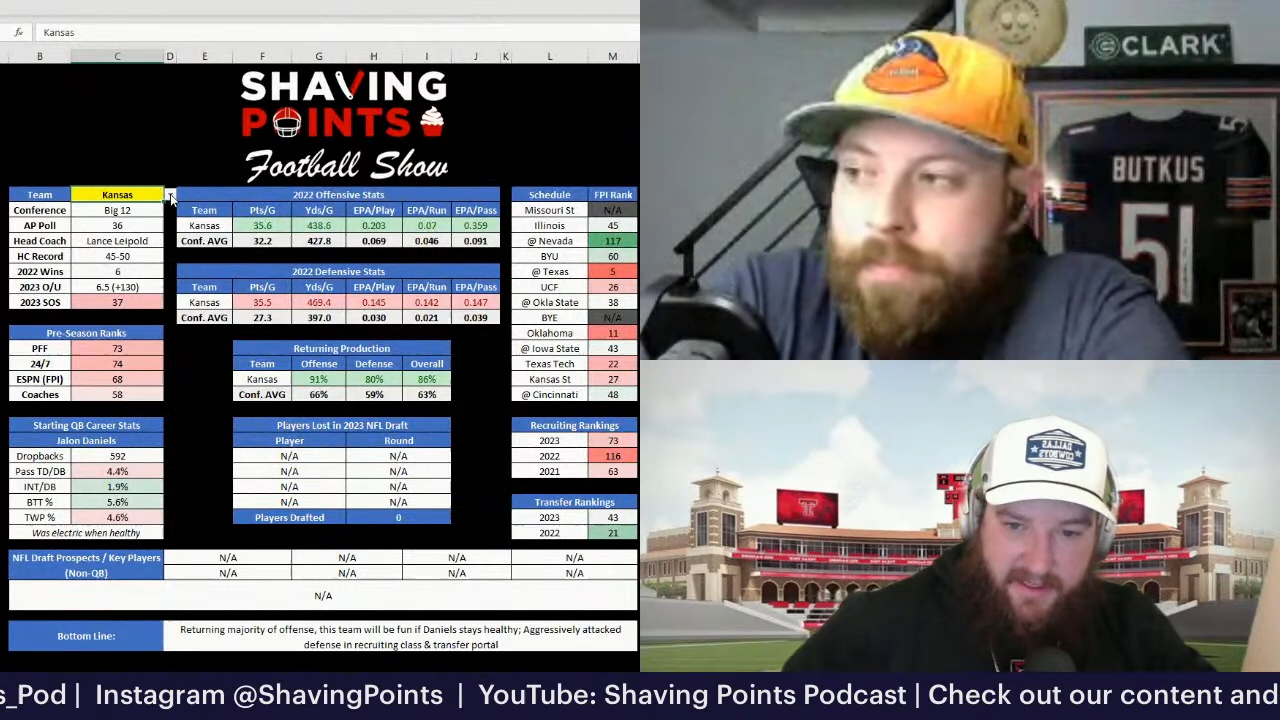 fx Kansas
B C D E F G H I J K L M
SHAVING
POINTS
Football Show
Team Kansas
Conference Big 12
AP Poll 36
Head Coach Lance Leipold
HC Record 45-50
2022 Wins 6
2023 O/U 6.5 (+130)
2023 SOS 37
2022 Offensive Stats
Team Pts/G Yds/G EPA/Play EPA/Run EPA/Pass
Kansas 35.6 438.6 0.203 0.07 0.359
Conf. AVG 32.2 427.8 0.069 0.046 0.091
2022 Defensive Stats
Team Pts/G Yds/G EPA/Play EPA/Run EPA/Pass
Kansas 35.5 469.4 0.145 0.142 0.147
Conf. AVG 27.3 397.0 0.030 0.021 0.039
Schedule FPI Rank
Missouri St N/A
Illinois 45
@ Nevada 117
BYU 60
@ Texas 5
UCF 26
@ Okla State 38
BYE N/A
Oklahoma 11
@ Iowa State 43
Texas Tech 22
Kansas St 27
@ Cincinnati 48
Pre-Season Ranks
PFF 73
24/7 74
ESPN (FPI) 68
Coaches 58
Returning Production
Team Offense Defense Overall
Kansas 91% 80% 86%
Conf. AVG 66% 59% 63%
Starting QB Career Stats
Jalon Daniels
Dropbacks 592
Pass TD/DB 4.4%
INT/DB 1.9%
BTT % 5.6%
TWP % 4.6%
Was electric when healthy
Players Lost in 2023 NFL Draft
Player Round
N/A N/A
N/A N/A
N/A N/A
N/A N/A
Players Drafted 0
Recruiting Rankings
2023 73
2022 116
2021 63
Transfer Rankings
2023 43
2022 21
NFL Draft Prospects / Key Players
(Non-QB)
N/A N/A N/A N/A
N/A N/A N/A N/A
N/A
Bottom Line:
Returning majority of offense, this team will be fun if Daniels stays healthy; Aggressively attacked
defense in recruiting class & transfer portal
CLARK
BUTKUS
51
5
DALLAS
COWBOYS
s_Pod | Instagram @ShavingPoints | YouTube: Shaving Points Podcast | Check out our content and